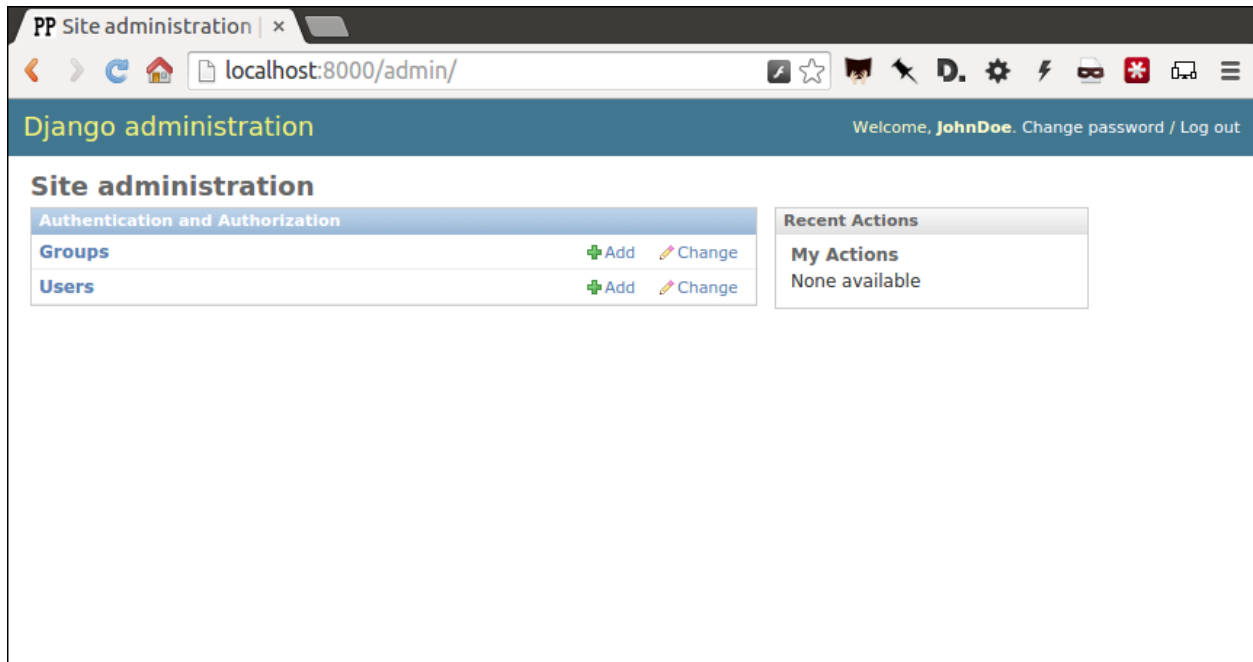 PP Site administration | ×
localhost:8000/admin/
D.
Django administration
Welcome, JohnDoe. Change password / Log out
Site administration
Authentication and Authorization
Groups
Add
Change
Users
Add
Change
Recent Actions
My Actions
None available